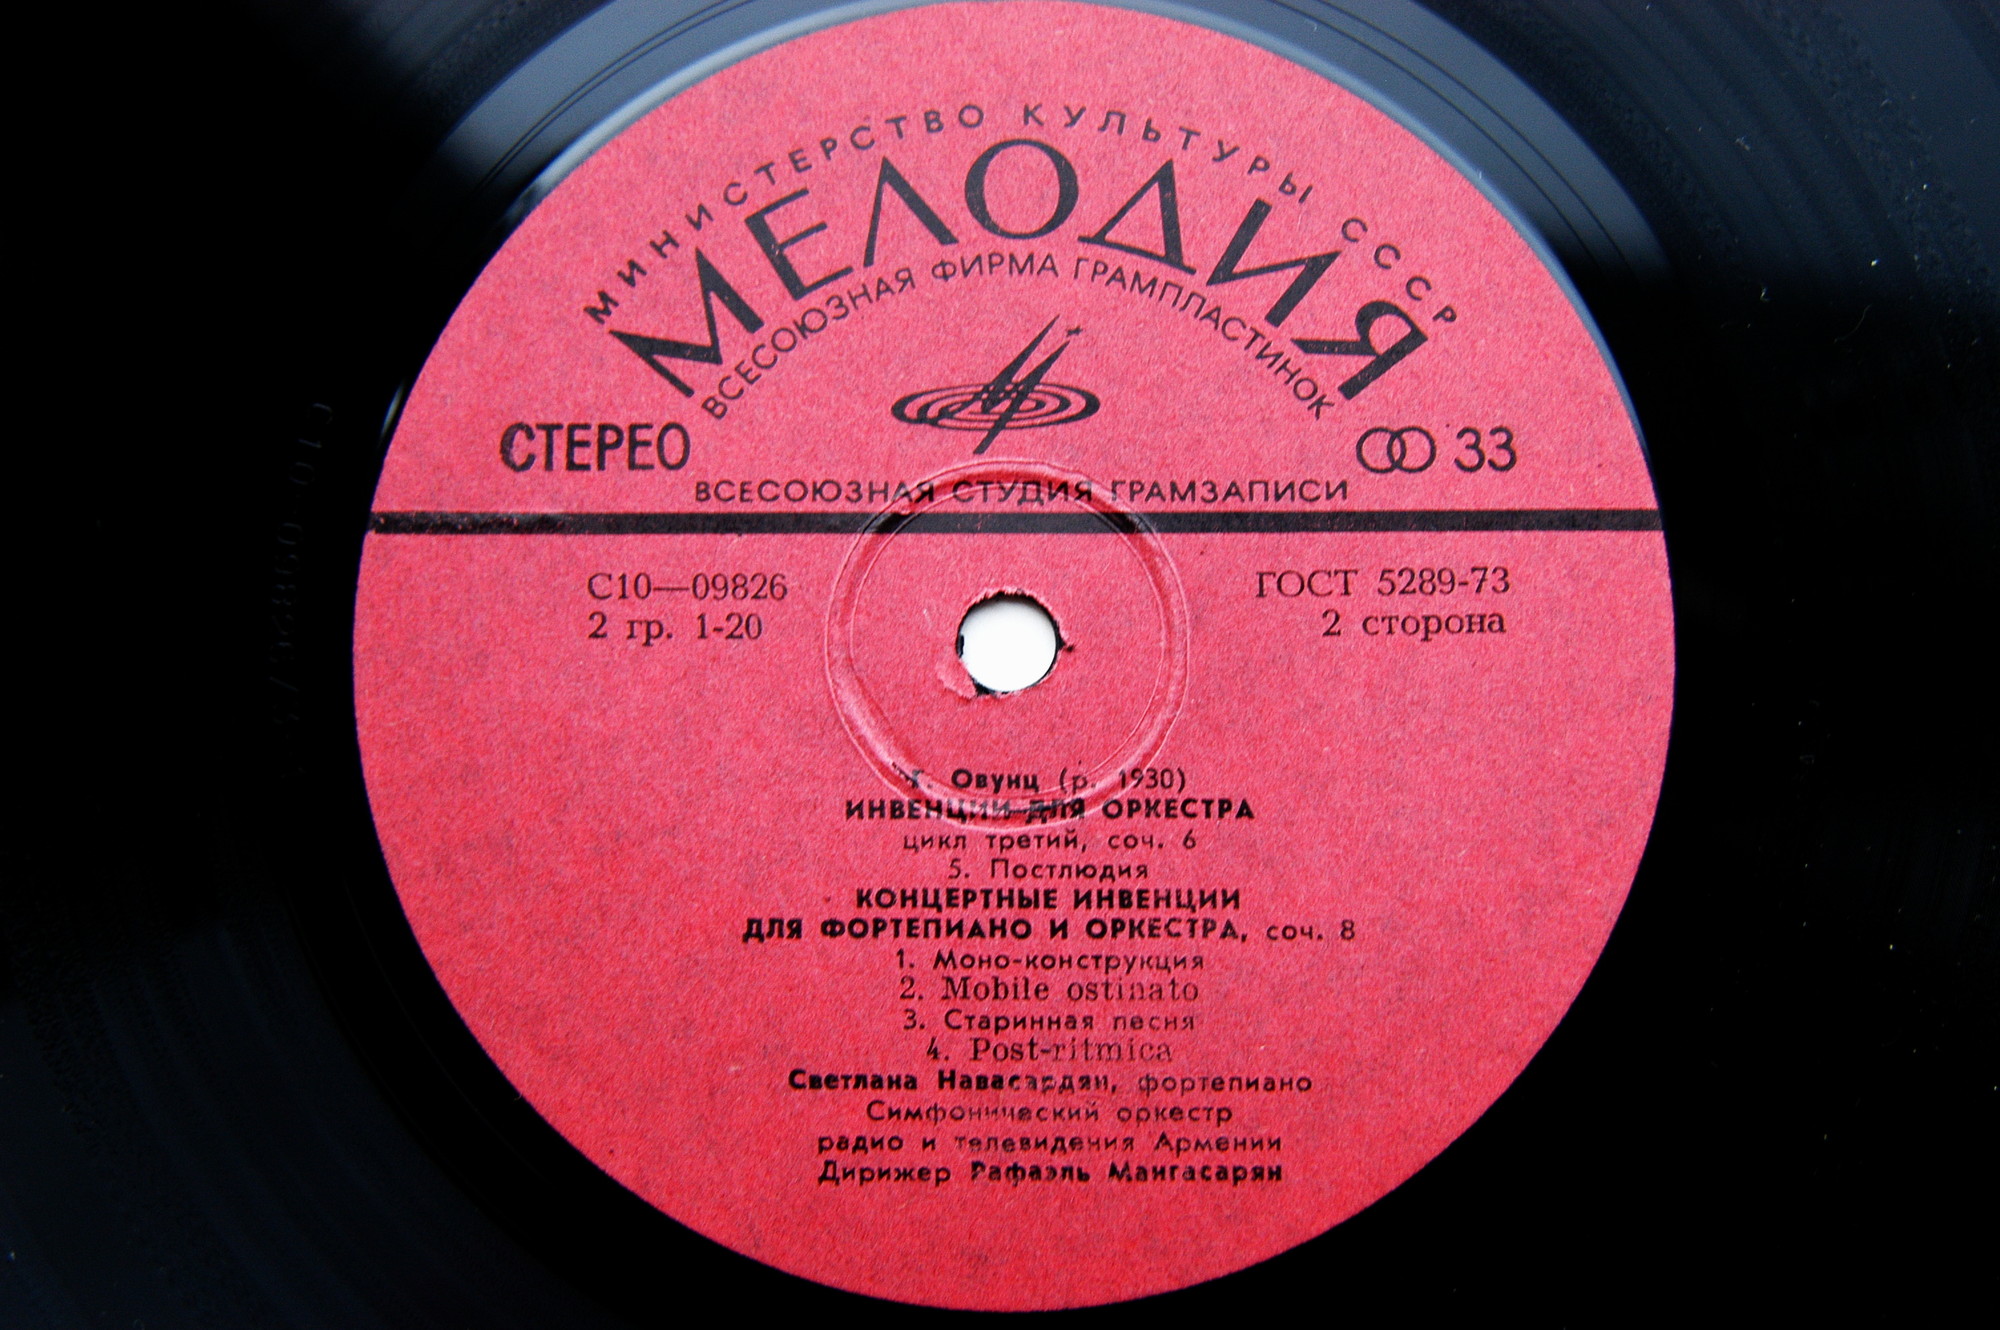 МИНИСТЕРСТВО КУЛЬТУРЫ СССР
МЕЛОДИЯ
ВСЕСОЮЗНАЯ ФИРМА ГРАМПЛАСТИНОК
СТЕРЕО
33
ВСЕСОЮЗНАЯ СТУДИЯ ГРАМЗАПИСИ
С10—09826
ГОСТ 5289-73
2 гр. 1-20
2 сторона
Г. Овунц (р. 1930)
ИНВЕНЦИИ ДЛЯ ОРКЕСТРА
цикл третий, соч. 6
5. Постлюдия
КОНЦЕРТНЫЕ ИНВЕНЦИИ
ДЛЯ ФОРТЕПИАНО И ОРКЕСТРА, соч. 8
1. Моно-конструкция
2. Mobile ostinato
3. Старинная песня
4. Post-ritmica
Светлана Навасардян, фортепиано
Симфонический оркестр
радио и телевидения Армении
Дирижер Рафаэль Мангасарян